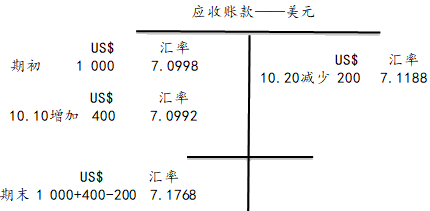 应收账款——美元
US$ 汇率
期初 1 000 7.0998
US$ 汇率
10.20减少 200 7.1188
US$ 汇率
10.10增加 400 7.0992
US$ 汇率
期末 1 000+400-200 7.1768